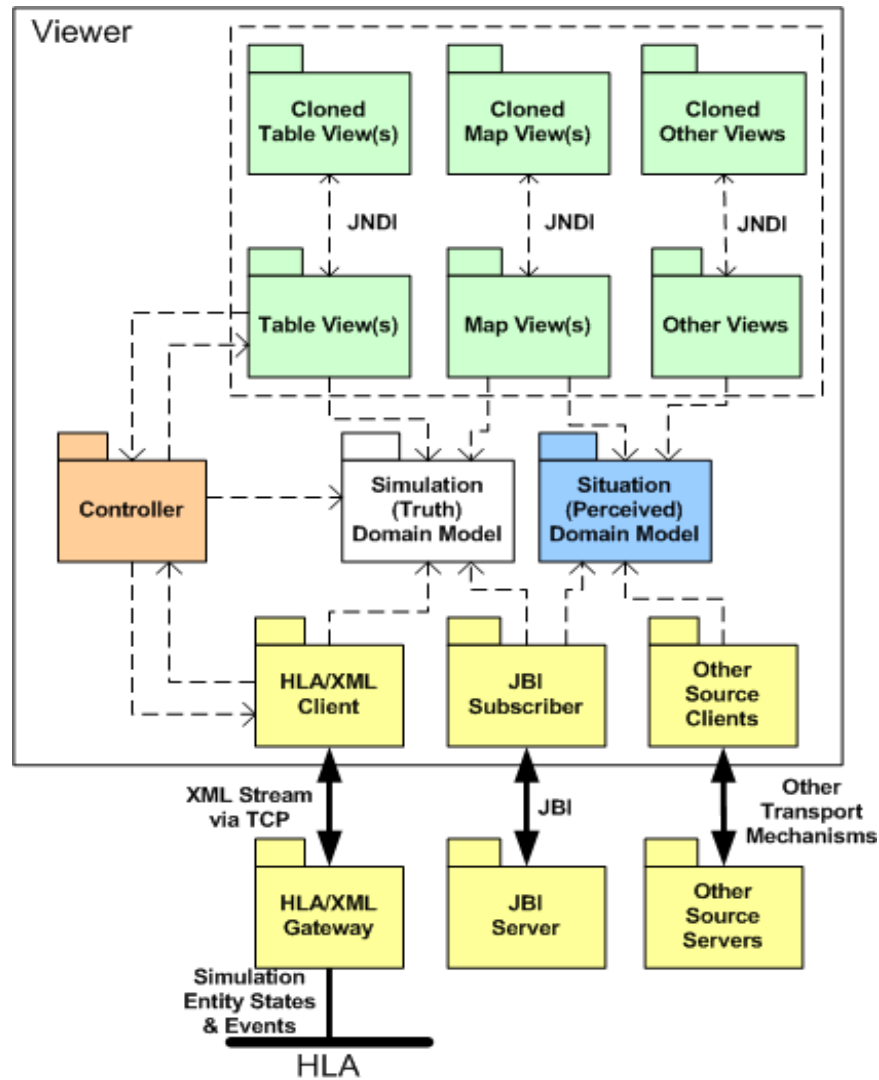 Viewer
Cloned
Table View(s)
Cloned
Map View(s)
Cloned
Other Views
JNDI
JNDI
JNDI
Table View(s)
Map View(s)
Other Views
Controller
Simulation
(Truth)
Domain Model
Situation
(Perceived)
Domain Model
HLA/XML
Client
JBI
Subscriber
Other
Source
Clients
XML Stream
via TCP
JBI
Other
Transport
Mechanisms
HLA/XML
Gateway
JBI
Server
Other
Source
Servers
Simulation
Entity States
& Events
HLA